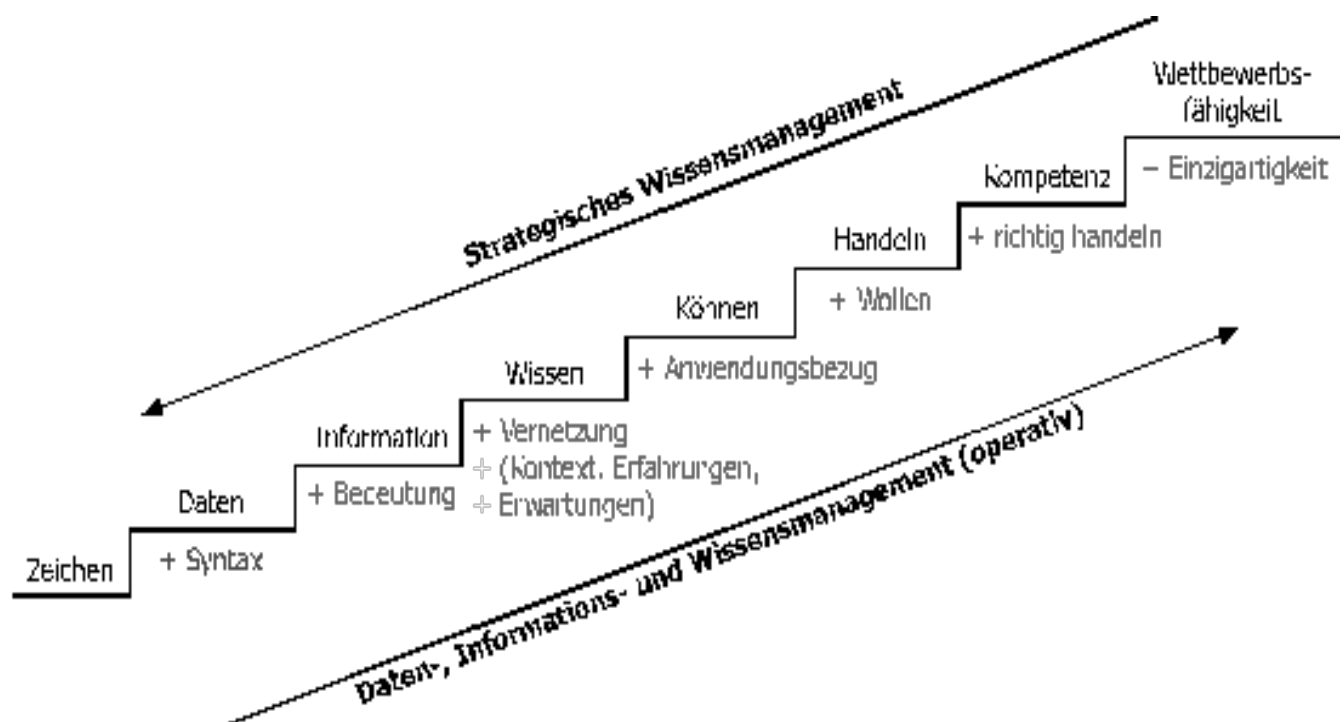 Wettbewerbs-
fähigkeit
− Einzigartigkeit
Strategisches Wissensmanagement
Kompetenz
+ richtig handeln
Handeln
+ Wollen
Können
+ Anwendungsbezug
Wissen
+ Vernetzung
+ (Kontext. Erfahrungen,
+ Erwartungen)
Information
+ Beceutung
Daten
+ Syntax
Zeichen
Daten-, Informations- und Wissensmanagement (operativ)